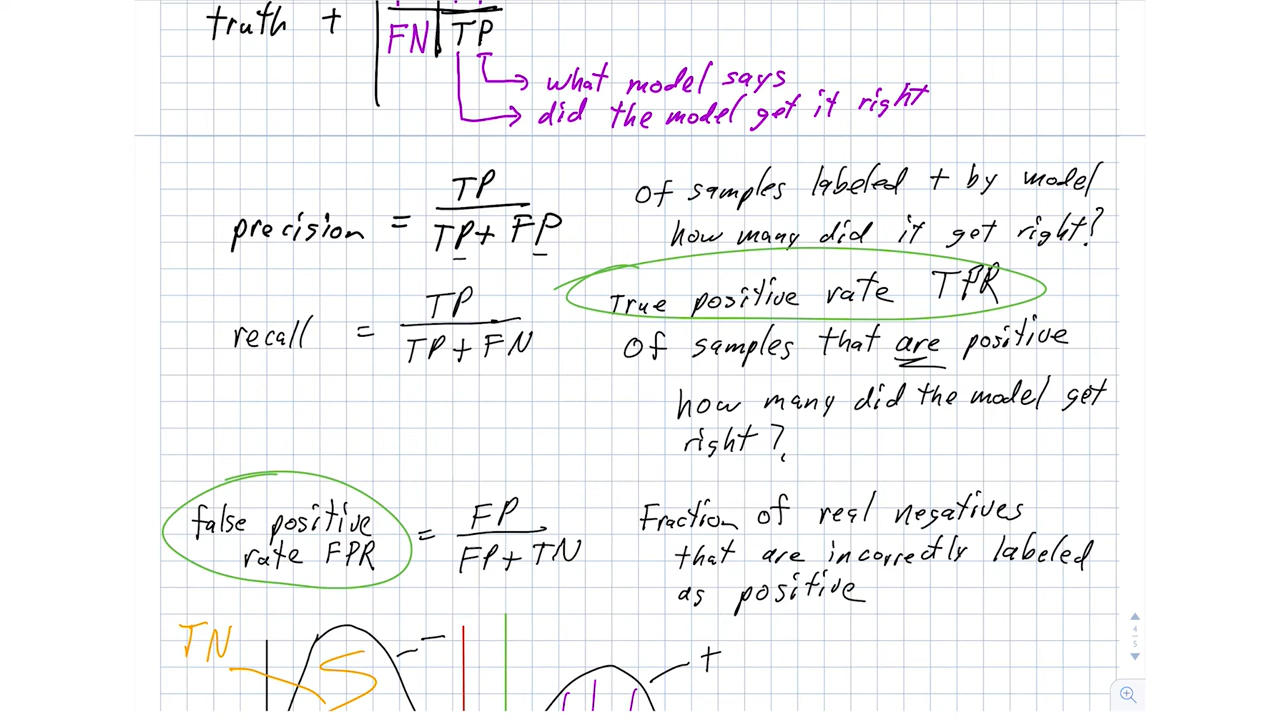 truth +
FN TP
what model says
did the model get it right
precision = TP / TP + FP
of samples labeled + by model
how many did it get right?
True positive rate TPR
recall = TP / TP + FN
of samples that are positive
how many did the model get
right?
false positive
rate FPR = FP / FP + TN
Fraction of real negatives
that are incorrectly labeled
as positive
TN
−
+
4
5